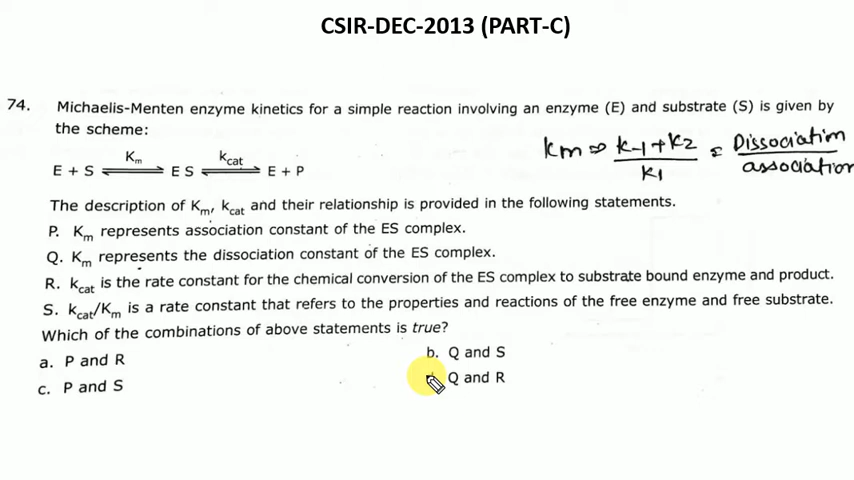 CSIR-DEC-2013 (PART-C)
74. Michaelis-Menten enzyme kinetics for a simple reaction involving an enzyme (E) and substrate (S) is given by
the scheme:
Km ⇒ K-1+K2 / K1 = Dissociation / association
Km kcat
E + S ⇌ E S ⇌ E + P
The description of Km, kcat and their relationship is provided in the following statements.
P. Km represents association constant of the ES complex.
Q. Km represents the dissociation constant of the ES complex.
R. kcat is the rate constant for the chemical conversion of the ES complex to substrate bound enzyme and product.
S. kcat/Km is a rate constant that refers to the properties and reactions of the free enzyme and free substrate.
Which of the combinations of above statements is true?
a. P and R b. Q and S
c. P and S Q and R